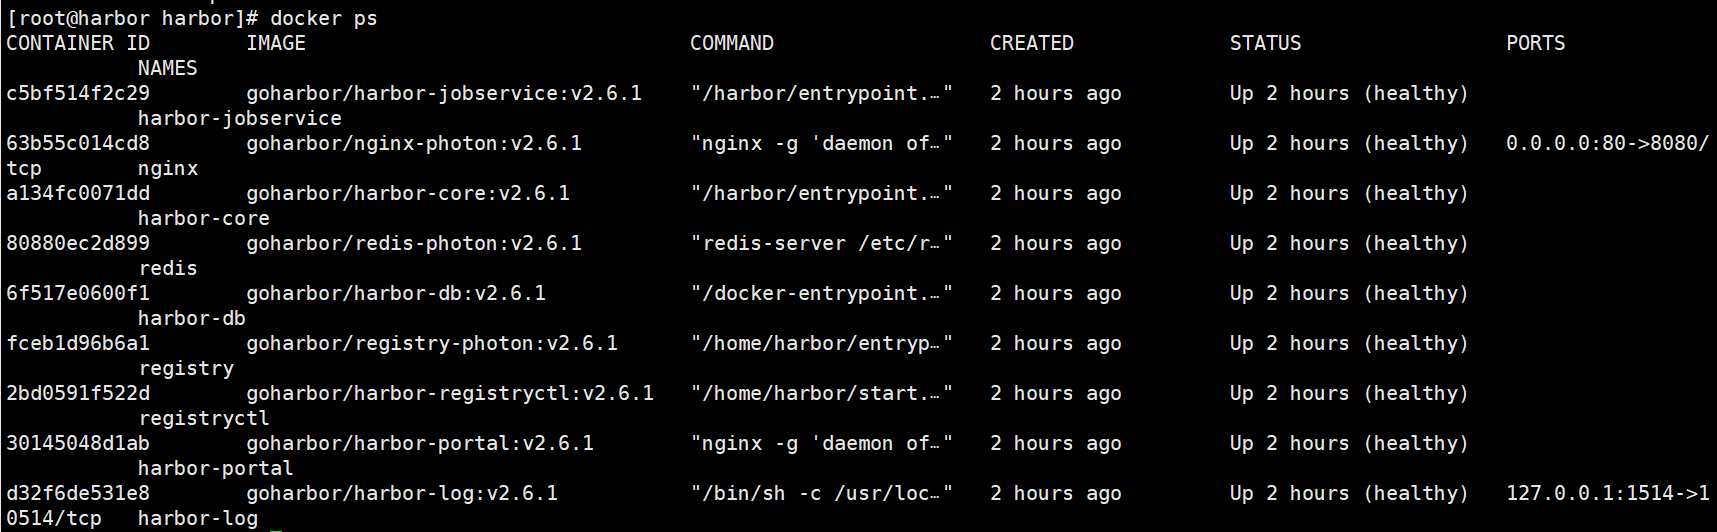 [root@harbor harbor]# docker ps
CONTAINER ID        IMAGE                                COMMAND                  CREATED             STATUS                 PORTS
           NAMES
c5bf514f2c29        goharbor/harbor-jobservice:v2.6.1    "/harbor/entrypoint.…"   2 hours ago         Up 2 hours (healthy)
           harbor-jobservice
63b55c014cd8        goharbor/nginx-photon:v2.6.1         "nginx -g 'daemon of…"   2 hours ago         Up 2 hours (healthy)   0.0.0.0:80->8080/
tcp        nginx
a134fc0071dd        goharbor/harbor-core:v2.6.1          "/harbor/entrypoint.…"   2 hours ago         Up 2 hours (healthy)
           harbor-core
80880ec2d899        goharbor/redis-photon:v2.6.1         "redis-server /etc/r…"   2 hours ago         Up 2 hours (healthy)
           redis
6f517e0600f1        goharbor/harbor-db:v2.6.1            "/docker-entrypoint.…"   2 hours ago         Up 2 hours (healthy)
           harbor-db
fceb1d96b6a1        goharbor/registry-photon:v2.6.1      "/home/harbor/entryp…"   2 hours ago         Up 2 hours (healthy)
           registry
2bd0591f522d        goharbor/harbor-registryctl:v2.6.1   "/home/harbor/start.…"   2 hours ago         Up 2 hours (healthy)
           registryctl
30145048d1ab        goharbor/harbor-portal:v2.6.1        "nginx -g 'daemon of…"   2 hours ago         Up 2 hours (healthy)
           harbor-portal
d32f6de531e8        goharbor/harbor-log:v2.6.1           "/bin/sh -c /usr/loc…"   2 hours ago         Up 2 hours (healthy)   127.0.0.1:1514->1
0514/tcp   harbor-log